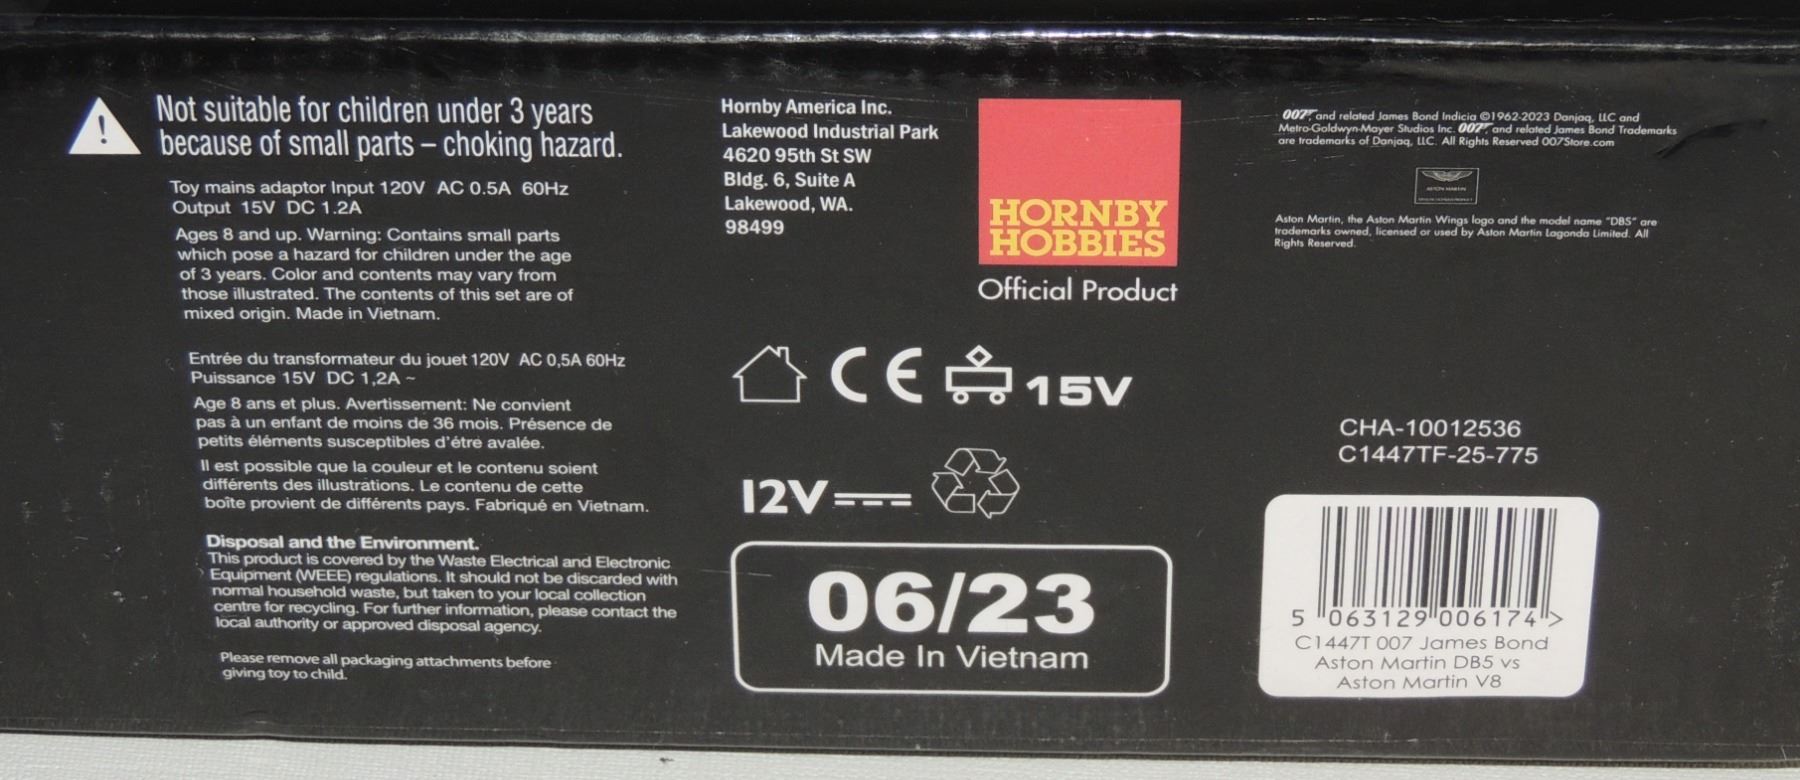 Not suitable for children under 3 years
because of small parts – choking hazard.
Toy mains adaptor Input 120V AC 0.5A 60Hz
Output 15V DC 1.2A
Ages 8 and up. Warning: Contains small parts
which pose a hazard for children under the age
of 3 years. Color and contents may vary from
those illustrated. The contents of this set are of
mixed origin. Made in Vietnam.
Entrée du transformateur du jouet 120V AC 0,5A 60Hz
Puissance 15V DC 1,2A ~
Age 8 ans et plus. Avertissement: Ne convient
pas à un enfant de moins de 36 mois. Présence de
petits éléments susceptibles d'étré avalée.
Il est possible que la couleur et le contenu soient
différents des illustrations. Le contenu de cette
boîte provient de différents pays. Fabriqué en Vietnam.
Disposal and the Environment.
This product is covered by the Waste Electrical and Electronic
Equipment (WEEE) regulations. It should not be discarded with
normal household waste, but taken to your local collection
centre for recycling. For further information, please contact the
local authority or approved disposal agency.
Please remove all packaging attachments before
giving toy to child.
Hornby America Inc.
Lakewood Industrial Park
4620 95th St SW
Bldg. 6, Suite A
Lakewood, WA.
98499
HORNBY
HOBBIES
Official Product
CE 15V
12V
06/23
Made In Vietnam
007 and related James Bond Indicia ©1962-2023 Danjaq, LLC and
Metro-Goldwyn-Mayer Studios Inc. 007 and related James Bond Trademarks
are trademarks of Danjaq, LLC. All Rights Reserved 007Store.com
ASTON MARTIN
Aston Martin, the Aston Martin Wings logo and the model name "DB5" are
trademarks owned, licensed or used by Aston Martin Lagonda Limited. All
Rights Reserved.
CHA-10012536
C1447TF-25-775
5 063129 006174 >
C1447T 007 James Bond
Aston Martin DB5 vs
Aston Martin V8